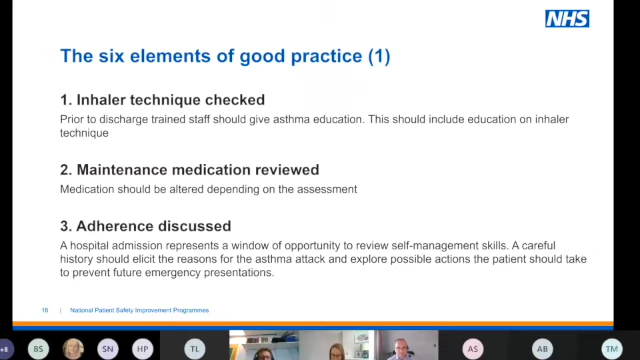 NHS
The six elements of good practice (1)
1. Inhaler technique checked
Prior to discharge trained staff should give asthma education. This should include education on inhaler
technique
2. Maintenance medication reviewed
Medication should be altered depending on the assessment
3. Adherence discussed
A hospital admission represents a window of opportunity to review self-management skills. A careful
history should elicit the reasons for the asthma attack and explore possible actions the patient should take
to prevent future emergency presentations.
16 | National Patient Safety Improvement Programmes
+8 BS SN HP TL AS AB TM